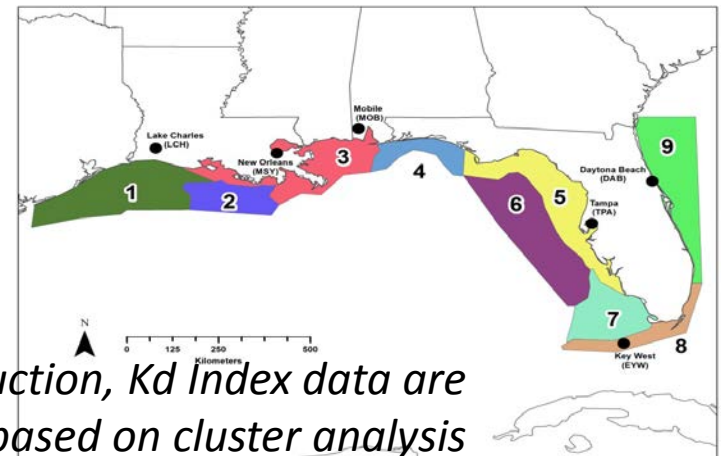 Mobile
(MOB)
Lake Charles
(LCH)
New Orleans
(MSY)
9
3
Daytona Beach
(DAB)
4
1
2
5
Tampa
(TPA)
6
7
N
0 125 250 500
Kilometers
8
Key West
(EYW)
uction, Kd Index data are
based on cluster analysis